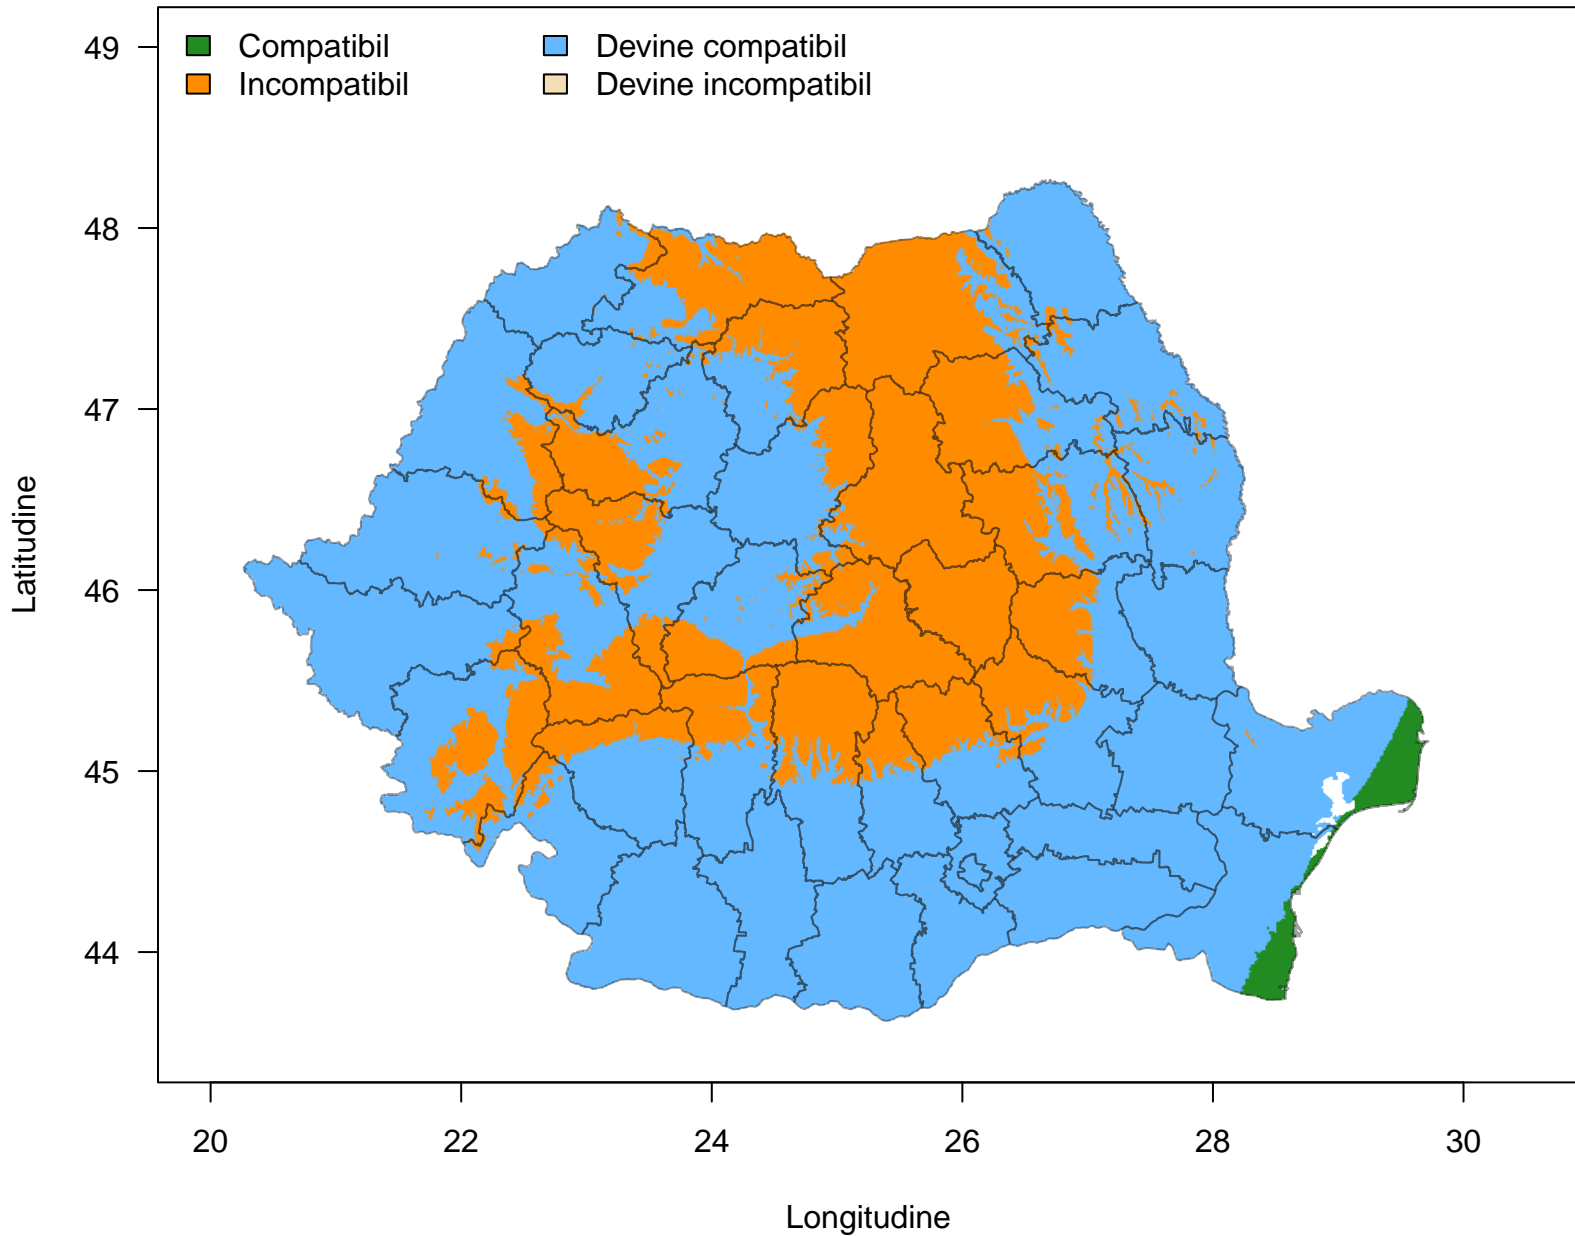 Compatibil
Incompatibil
Devine compatibil
Devine incompatibil
49
48
47
46
45
44
Latitudine
20 22 24 26 28 30
Longitudine